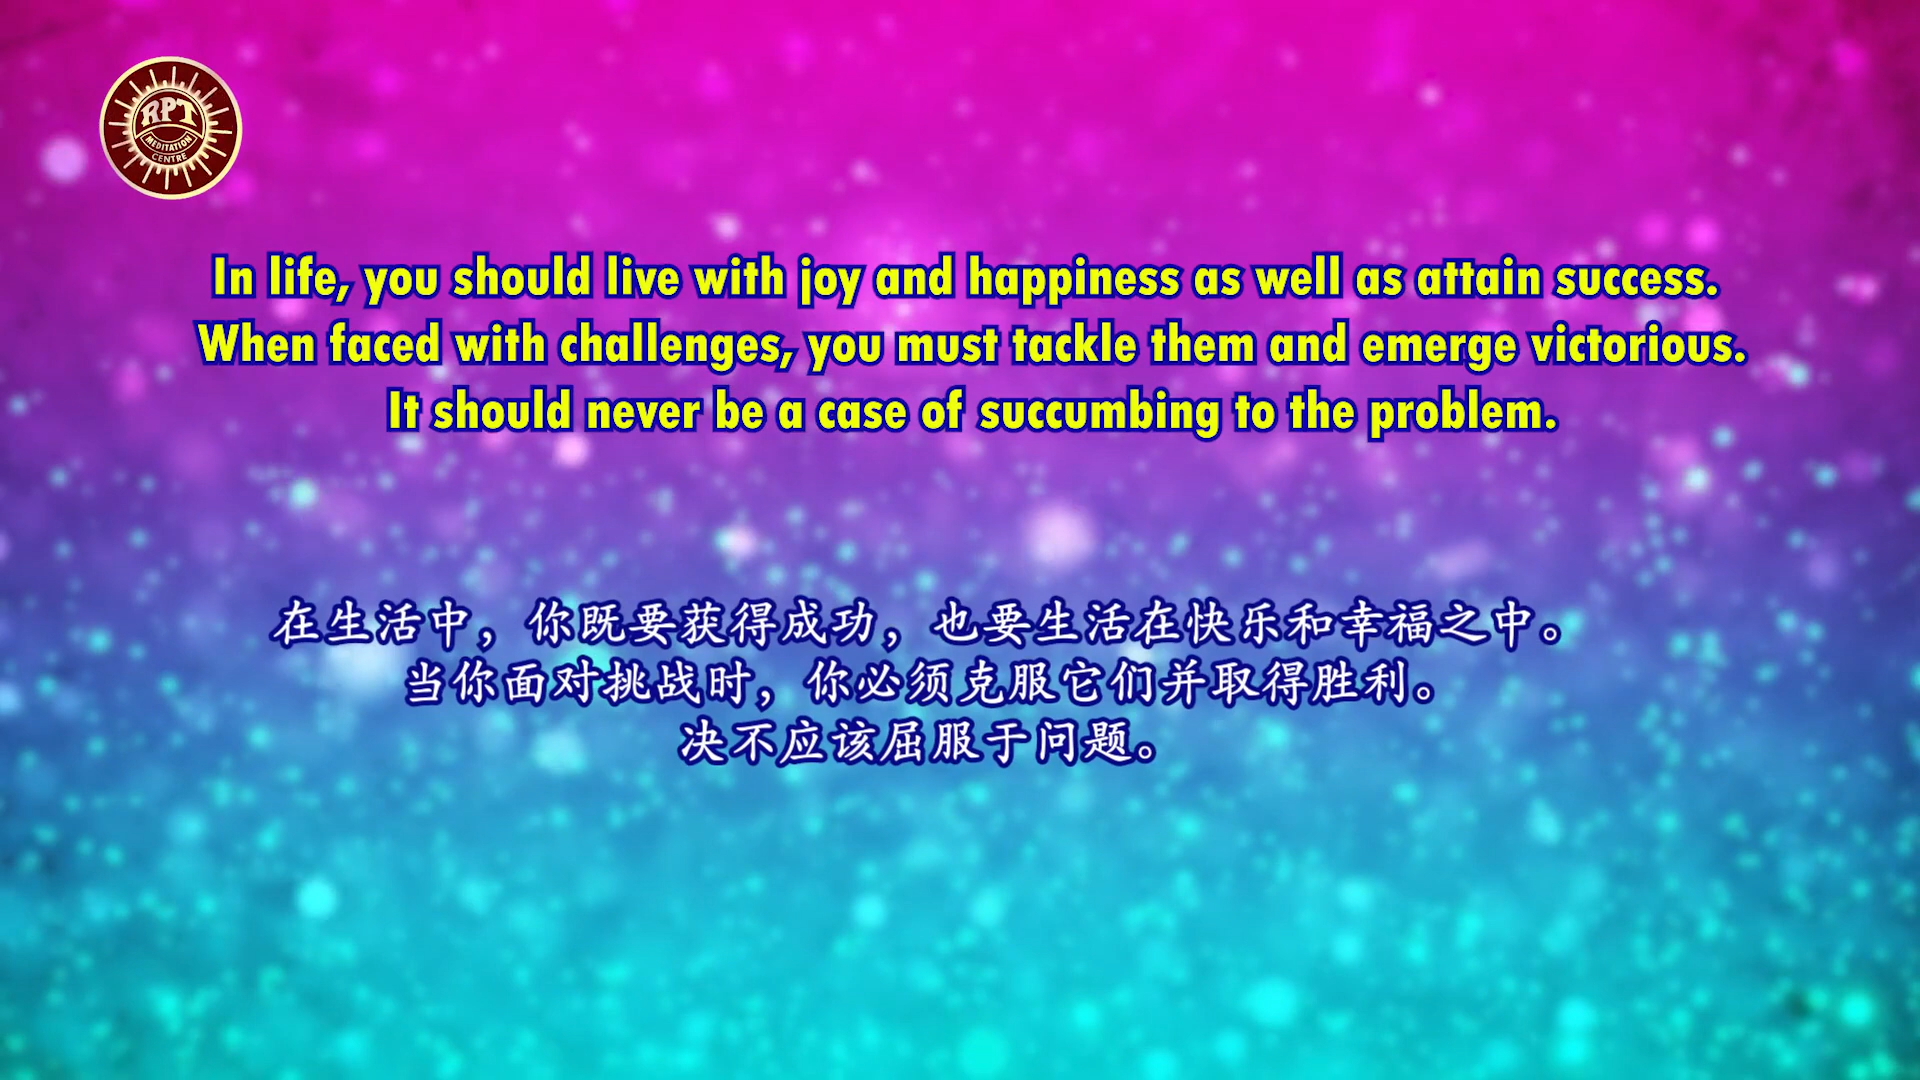 RPT
MEDITATION
CENTRE
In life, you should live with joy and happiness as well as attain success.
When faced with challenges, you must tackle them and emerge victorious.
It should never be a case of succumbing to the problem.
在生活中，你既要获得成功，也要生活在快乐和幸福之中。
当你面对挑战时，你必须克服它们并取得胜利。
决不应该屈服于问题。